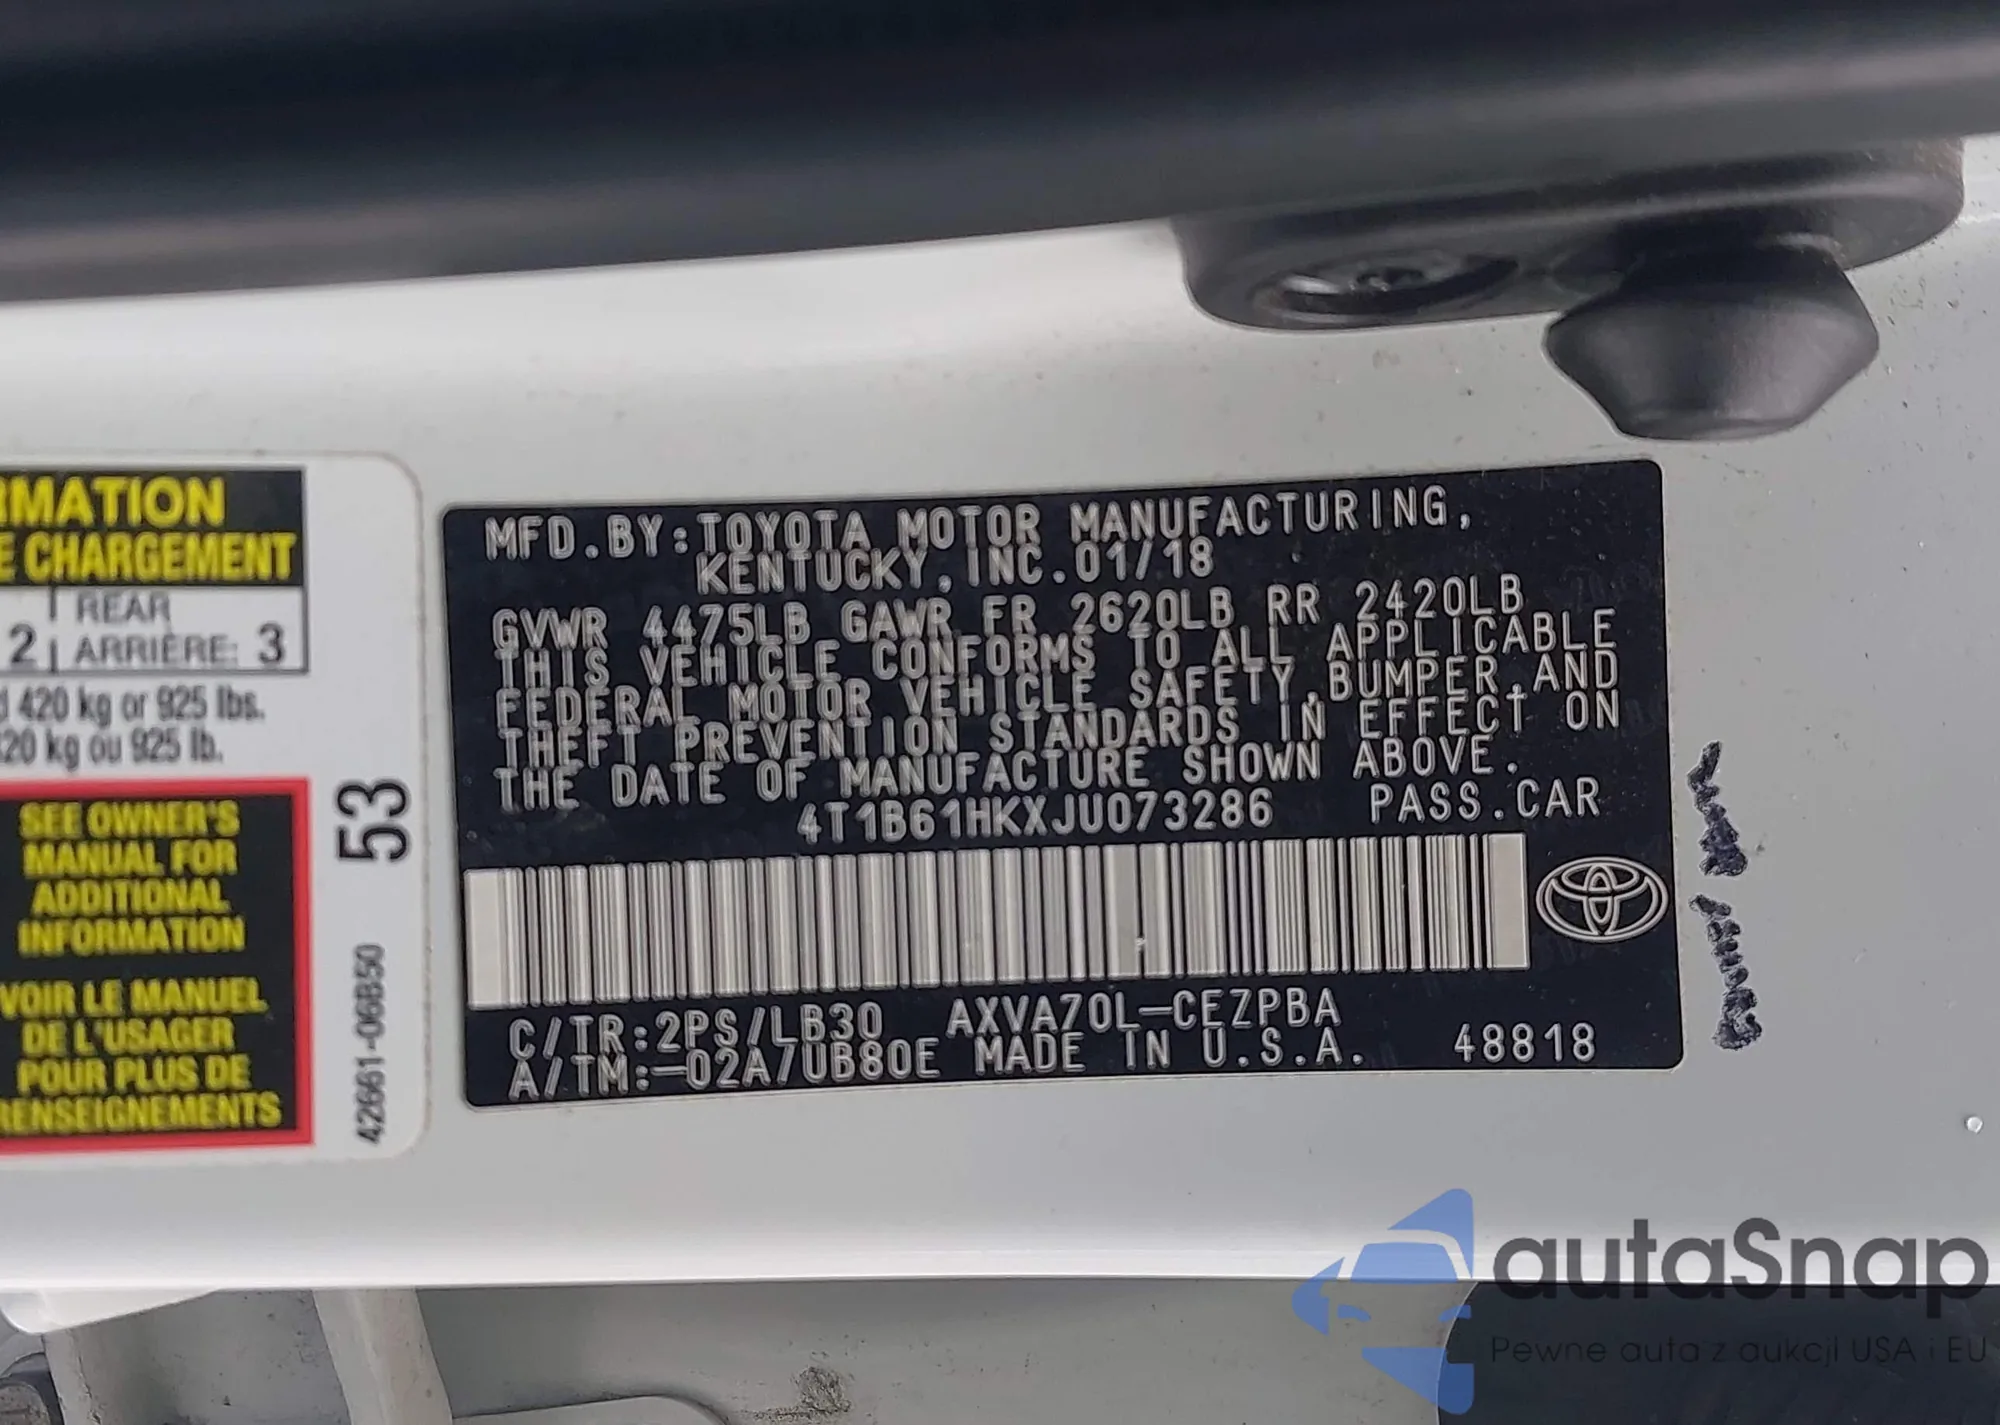 RMATION
E CHARGEMENT
REAR
2 ARRIÈRE: 3
420 kg or 925 lbs.
20 kg ou 925 lb.
SEE OWNER'S
MANUAL FOR
ADDITIONAL
INFORMATION
VOIR LE MANUEL
DE L'USAGER
POUR PLUS DE
RENSEIGNEMENTS
53
42661-06B50
MFD.BY:TOYOTA MOTOR MANUFACTURING,
KENTUCKY,INC.01/18
GVWR 4475LB GAWR FR 2620LB RR 2420LB
THIS VEHICLE CONFORMS TO ALL APPLICABLE
FEDERAL MOTOR VEHICLE SAFETY,BUMPER,AND
THEFT PREVENTION STANDARDS IN EFFECT ON
THE DATE OF MANUFACTURE SHOWN ABOVE.
4T1B61HKXJU073286 PASS.CAR
C/TR:2PS/LB30 AXVA70L-CEZPBA
A/TM:-02A/UB80E MADE IN U.S.A. 48818
autaSnap
Pewne auta z aukcji USA i EU